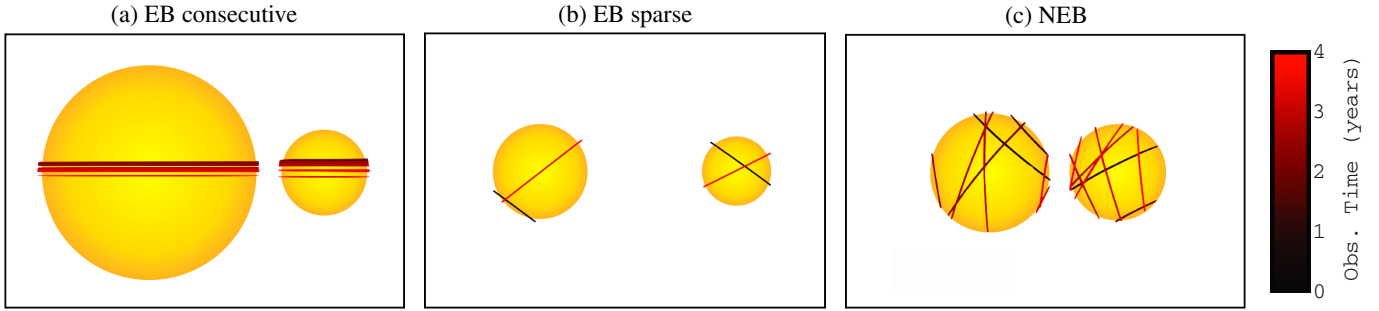 (a) EB consecutive
(b) EB sparse
(c) NEB
4
3
2
1
0
Obs. Time (years)